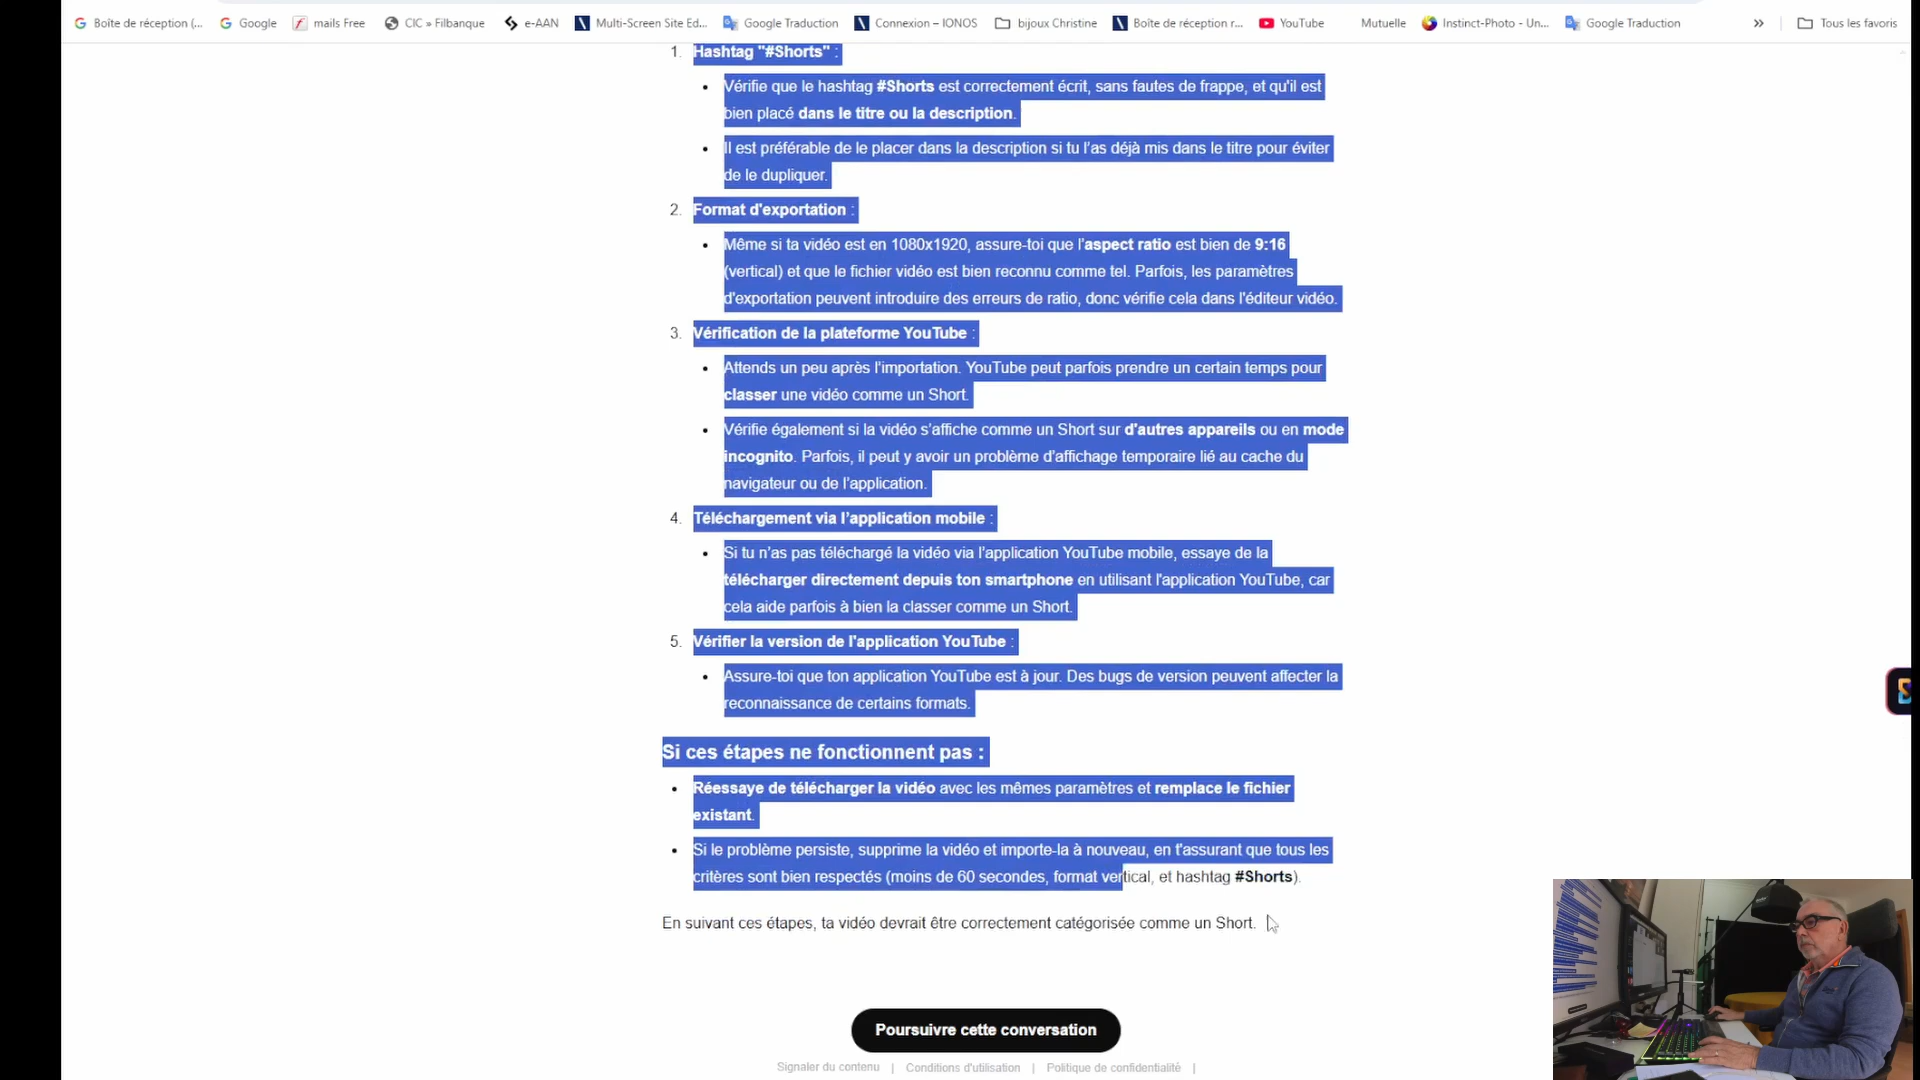 Boîte de réception (...
Google
mails Free
CIC » Filbanque
e-AAN
Multi-Screen Site Ed...
Google Traduction
Connexion – IONOS
bijoux Christine
Boîte de réception r...
YouTube
Mutuelle
Instinct-Photo - Un...
Google Traduction
»
Tous les favoris
1. Hashtag "#Shorts" :
• Vérifie que le hashtag #Shorts est correctement écrit, sans fautes de frappe, et qu'il est
bien placé dans le titre ou la description.
• Il est préférable de le placer dans la description si tu l’as déjà mis dans le titre pour éviter
de le dupliquer.
2. Format d'exportation :
• Même si ta vidéo est en 1080x1920, assure-toi que l’aspect ratio est bien de 9:16
(vertical) et que le fichier vidéo est bien reconnu comme tel. Parfois, les paramètres
d'exportation peuvent introduire des erreurs de ratio, donc vérifie cela dans l'éditeur vidéo.
3. Vérification de la plateforme YouTube :
• Attends un peu après l’importation. YouTube peut parfois prendre un certain temps pour
classer une vidéo comme un Short.
• Vérifie également si la vidéo s’affiche comme un Short sur d'autres appareils ou en mode
incognito. Parfois, il peut y avoir un problème d’affichage temporaire lié au cache du
navigateur ou de l’application.
4. Téléchargement via l’application mobile :
• Si tu n’as pas téléchargé la vidéo via l’application YouTube mobile, essaye de la
télécharger directement depuis ton smartphone en utilisant l'application YouTube, car
cela aide parfois à bien la classer comme un Short.
5. Vérifier la version de l'application YouTube :
• Assure-toi que ton application YouTube est à jour. Des bugs de version peuvent affecter la
reconnaissance de certains formats.
Si ces étapes ne fonctionnent pas :
• Réessaye de télécharger la vidéo avec les mêmes paramètres et remplace le fichier
existant.
• Si le problème persiste, supprime la vidéo et importe-la à nouveau, en t'assurant que tous les
critères sont bien respectés (moins de 60 secondes, format vertical, et hashtag #Shorts).
En suivant ces étapes, ta vidéo devrait être correctement catégorisée comme un Short.
Poursuivre cette conversation
Signaler du contenu | Conditions d'utilisation | Politique de confidentialité |